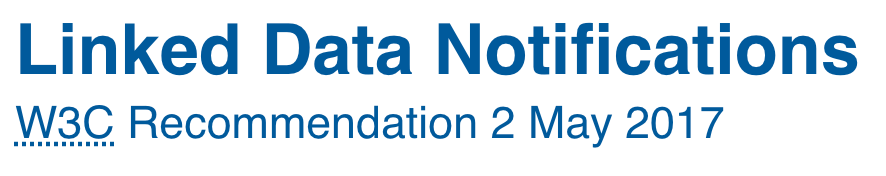 Linked Data Notifications
W3C Recommendation 2 May 2017